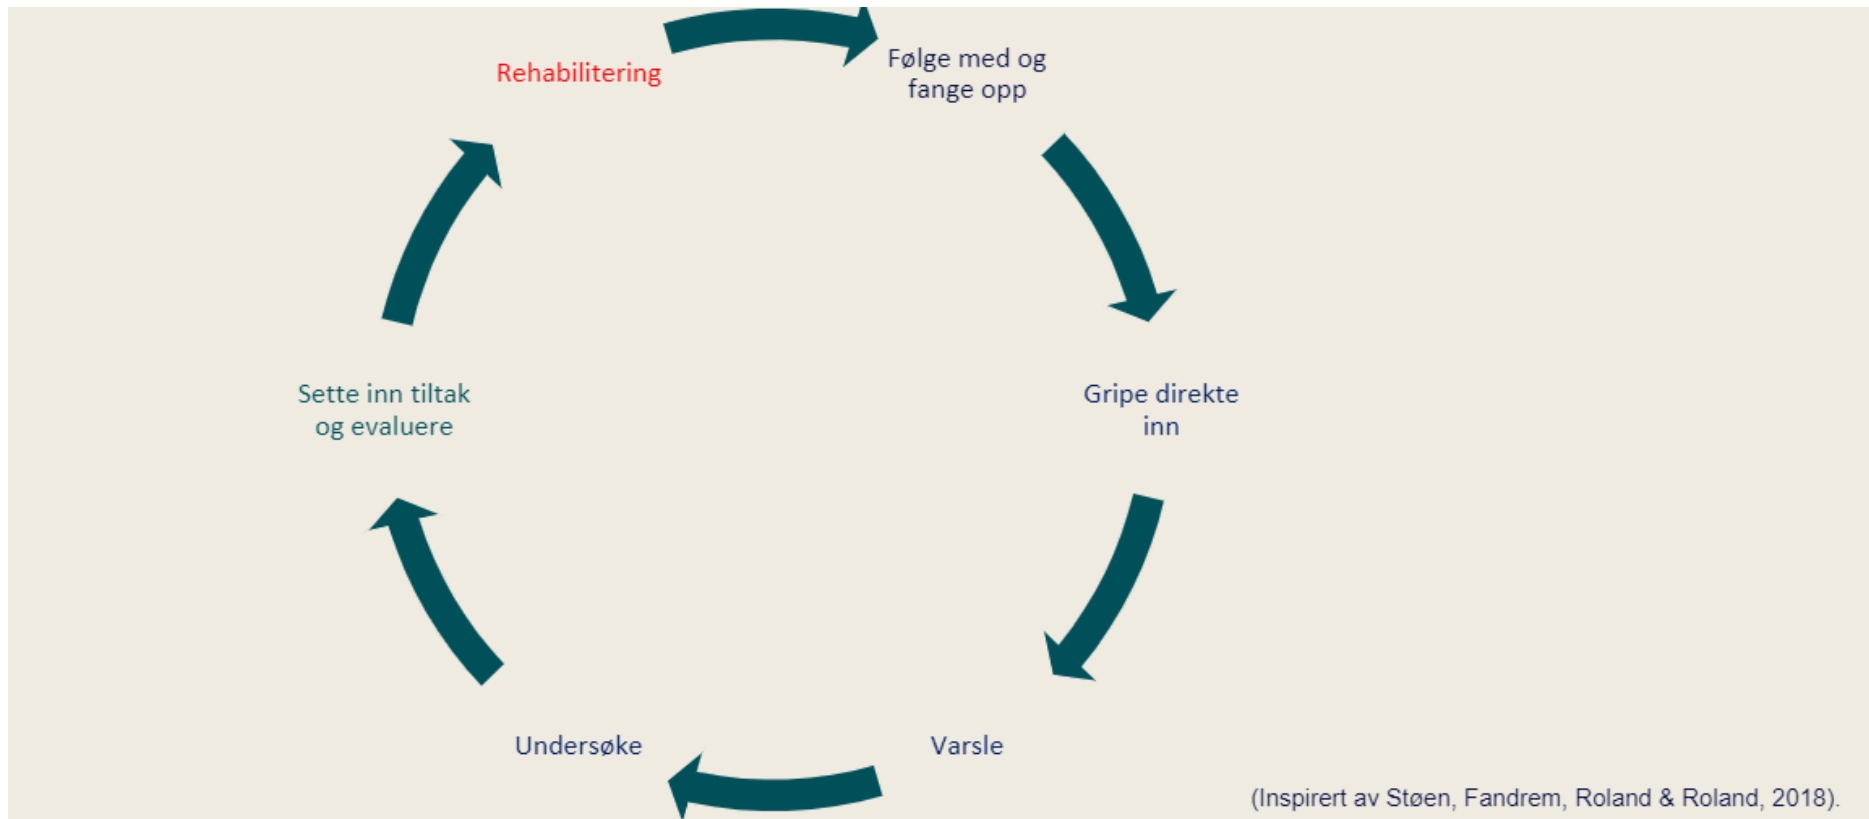 Rehabilitering
Følge med og
fange opp
Gripe direkte
inn
Varsle
Undersøke
Sette inn tiltak
og evaluere
(Inspirert av Støen, Fandrem, Roland & Roland, 2018).